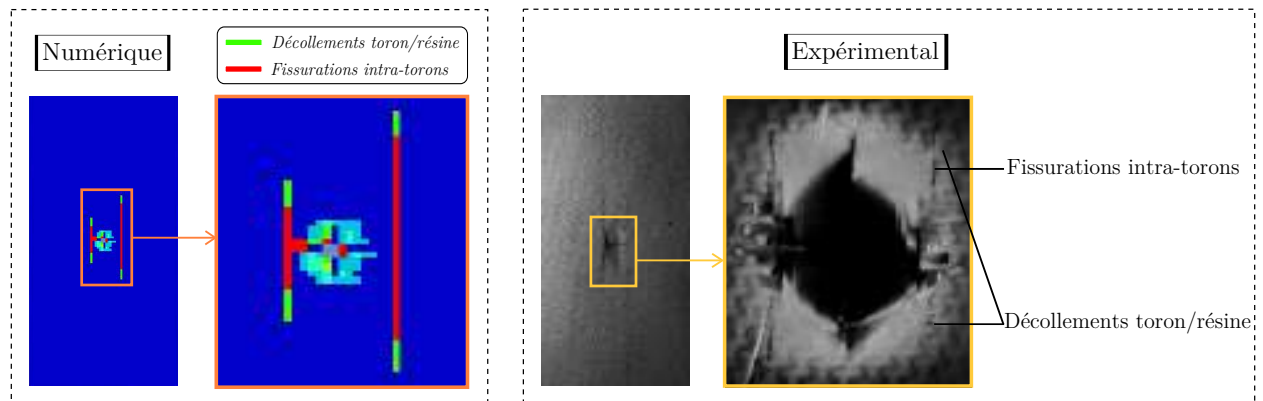 Numérique
Décollements toron/résine
Fissurations intra-torons
Expérimental
Fissurations intra-torons
Décollements toron/résine